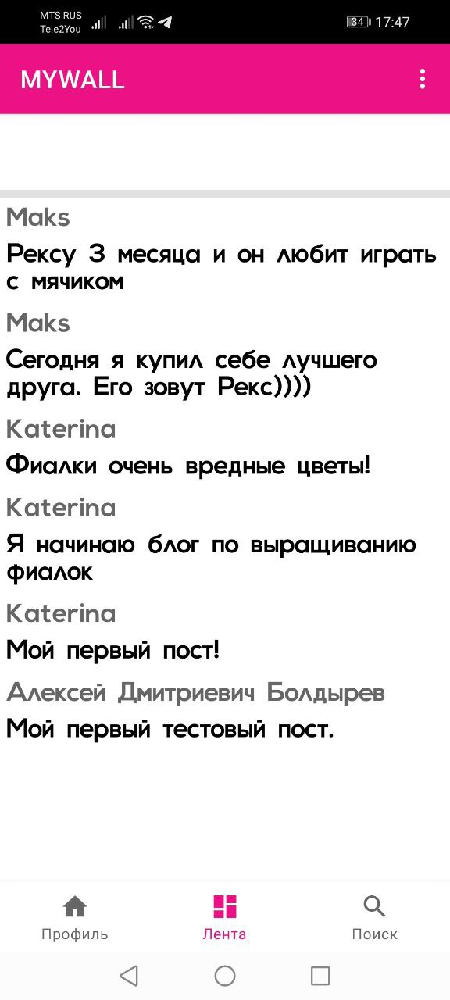 MTS RUS
Tele2You
34
17:47
MYWALL
Maks
Рексу 3 месяца и он любит играть
с мячиком
Maks
Сегодня я купил себе лучшего
друга. Его зовут Рекс))))
Katerina
Фиалки очень вредные цветы!
Katerina
Я начинаю блог по выращиванию
фиалок
Katerina
Мой первый пост!
Алексей Дмитриевич Болдырев
Мой первый тестовый пост.
Профиль
Лента
Поиск